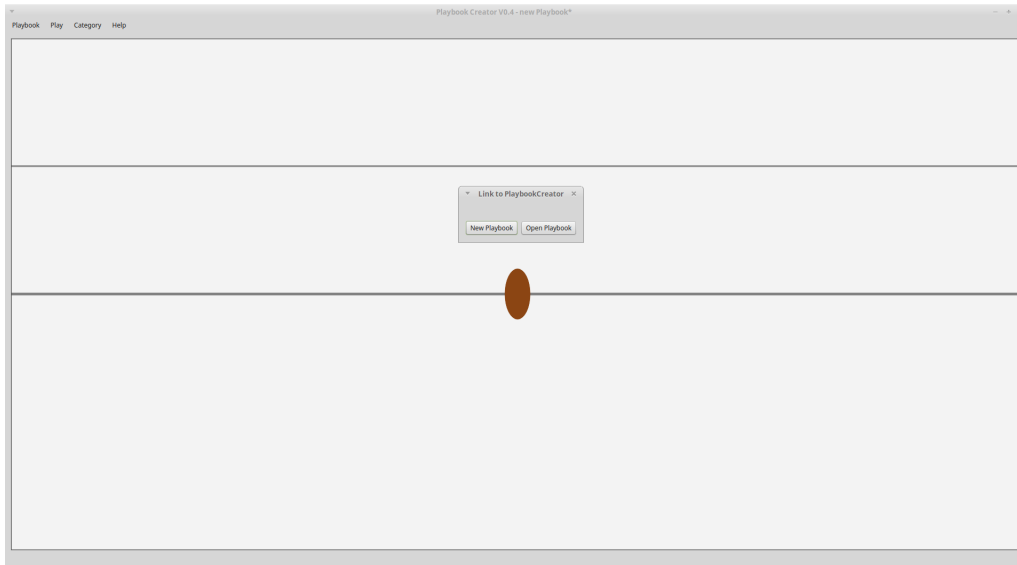 Playbook Creator V0.4 - new Playbook*
Playbook Play Category Help
Link to PlaybookCreator
New Playbook Open Playbook